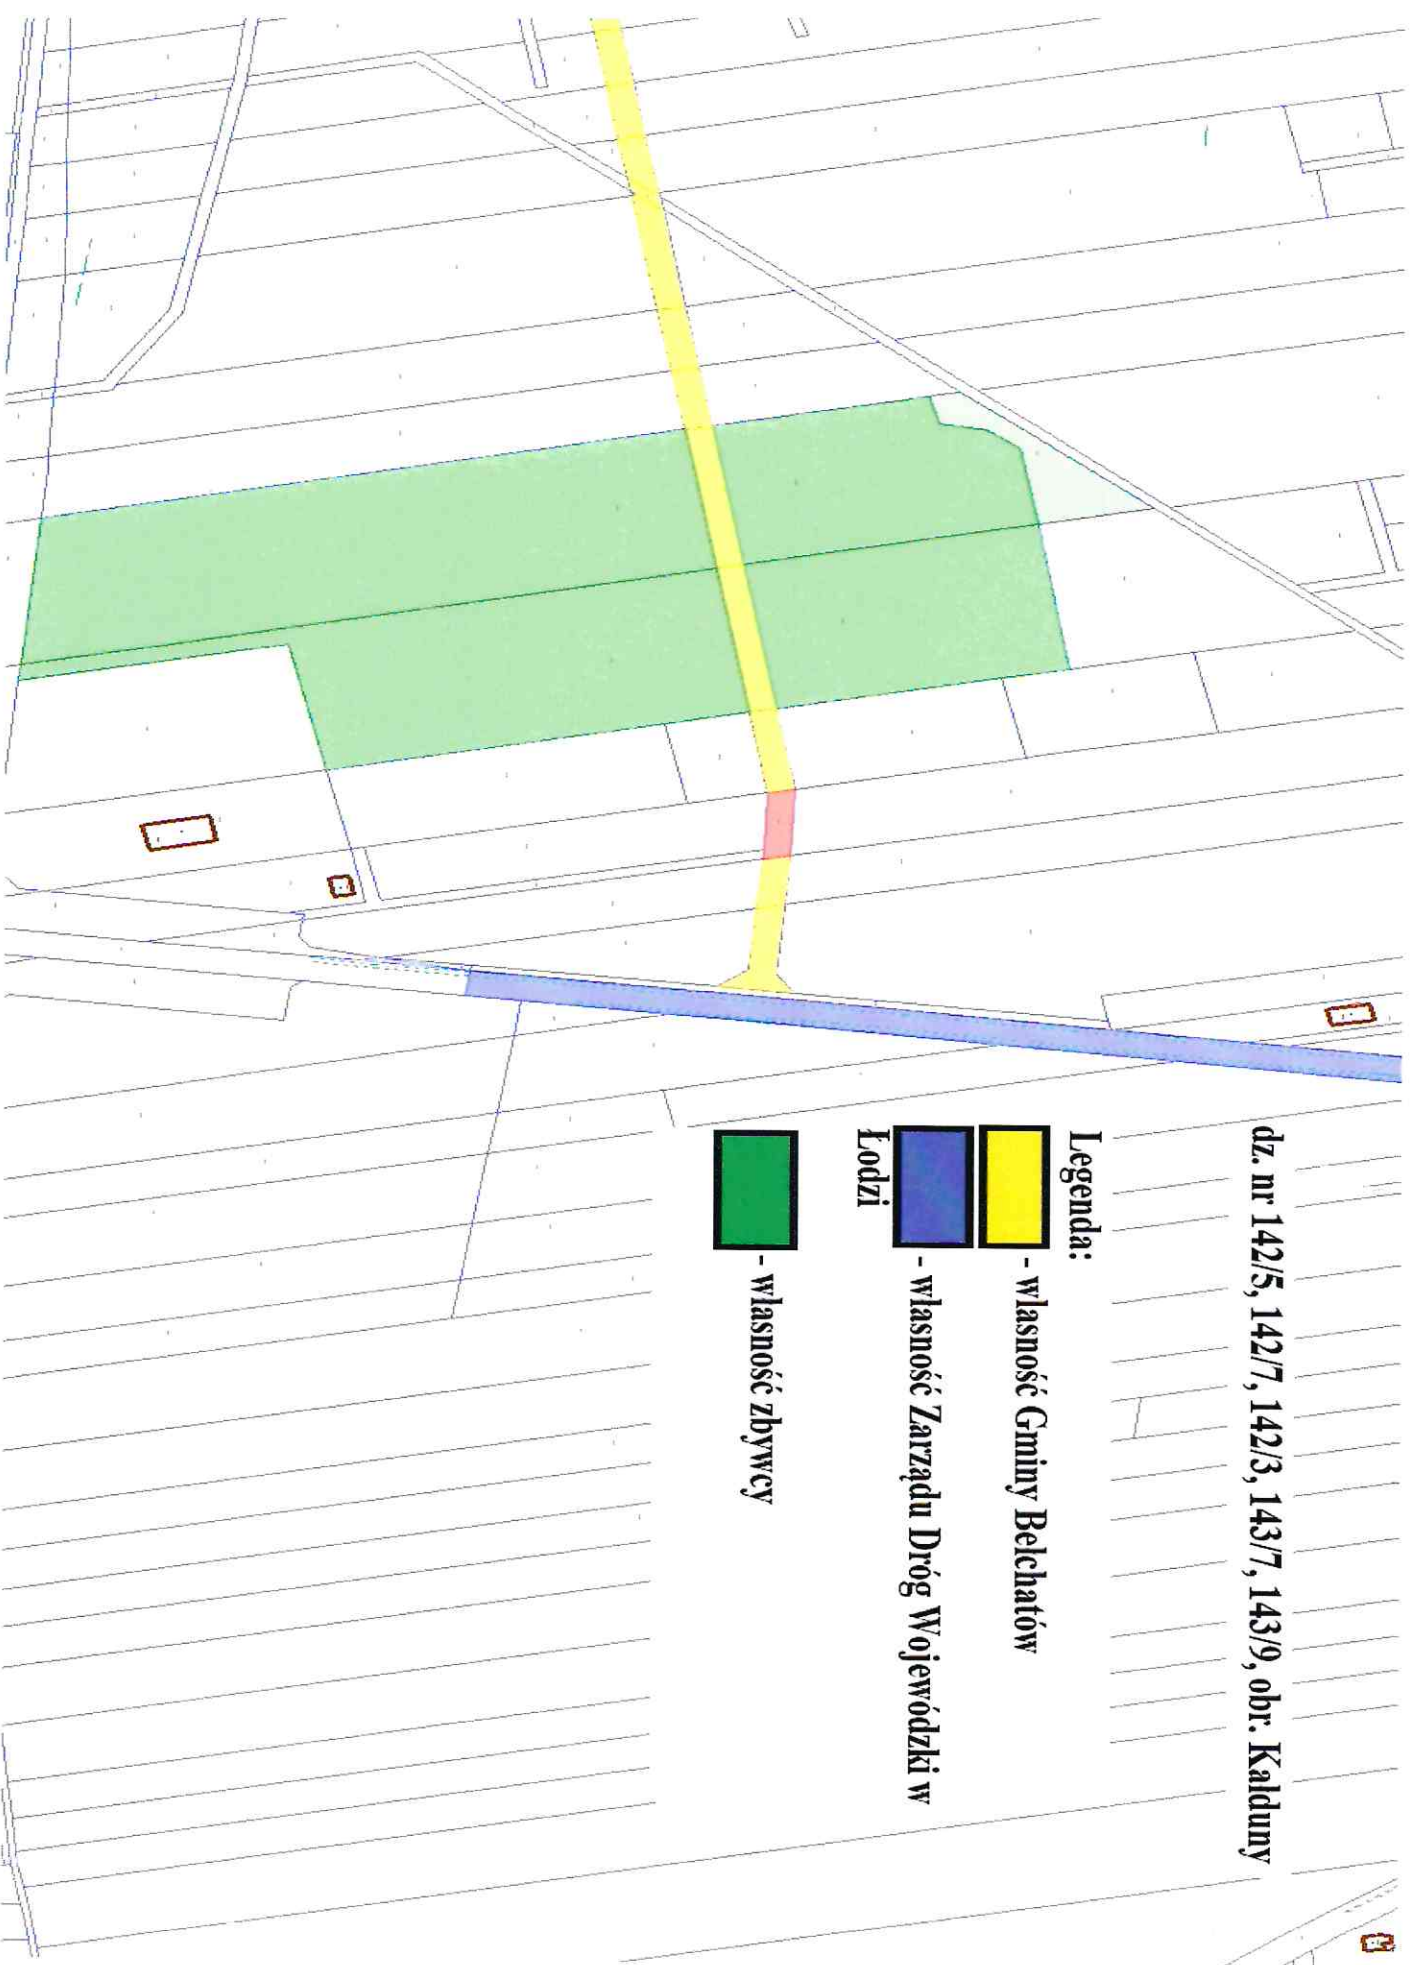 dz. nr 142/5, 142/7, 142/3, 143/7, 143/9, obr. Kałduny
Legenda:
- własność Gminy Bełchatów
- własność Zarządu Dróg Wojewódzki w
Łodzi
- własność zbywcy